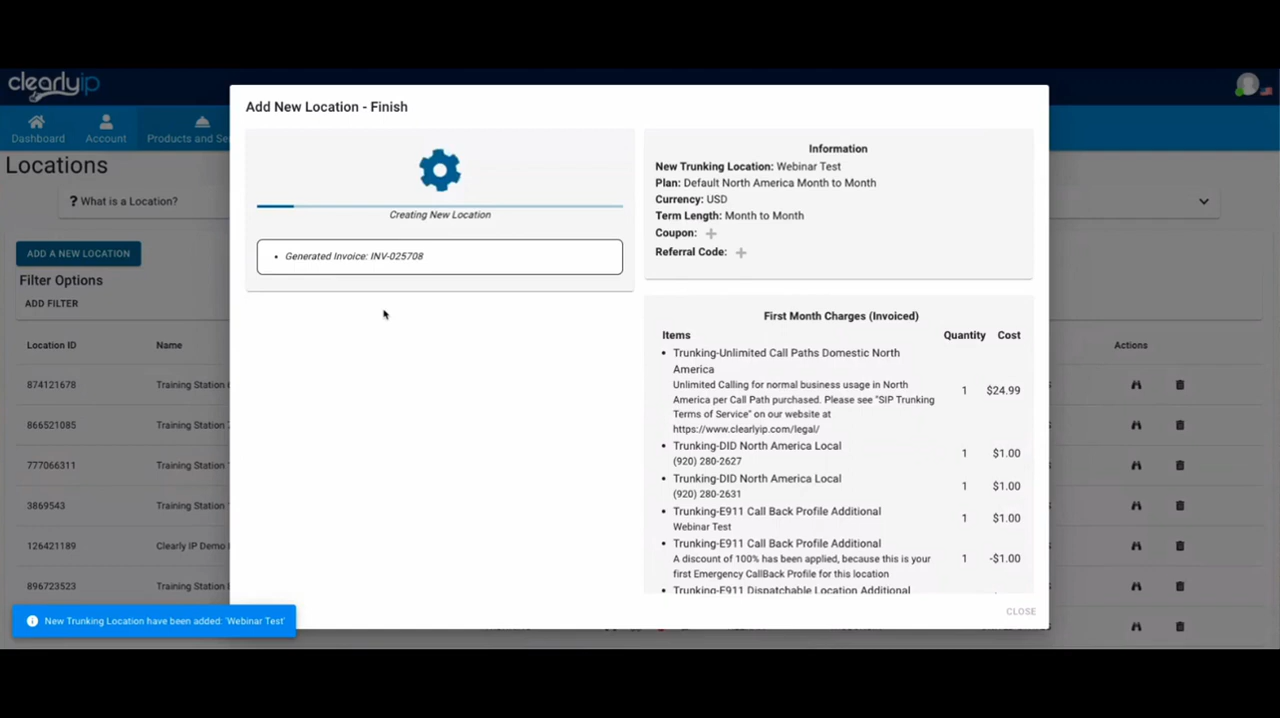 clearlyip
Dashboard
Account
Products and Se
Locations
? What is a Location?
ADD A NEW LOCATION
Filter Options
ADD FILTER
Location ID
Name
Actions
874121678
Training Station
866521085
Training Station
777066311
Training Station
3869543
Training Station
126421189
Clearly IP Demo
896723523
Training Station
Add New Location - Finish
Creating New Location
• Generated Invoice: INV-025708
Information
New Trunking Location: Webinar Test
Plan: Default North America Month to Month
Currency: USD
Term Length: Month to Month
Coupon: +
Referral Code: +
First Month Charges (Invoiced)
Items Quantity Cost
• Trunking-Unlimited Call Paths Domestic North
America
Unlimited Calling for normal business usage in North
America per Call Path purchased. Please see "SIP Trunking
Terms of Service" on our website at
https://www.clearlyip.com/legal/
1 $24.99
• Trunking-DID North America Local
(920) 280-2627
1 $1.00
• Trunking-DID North America Local
(920) 280-2631
1 $1.00
• Trunking-E911 Call Back Profile Additional
Webinar Test
1 $1.00
• Trunking-E911 Call Back Profile Additional
A discount of 100% has been applied, because this is your
first Emergency CallBack Profile for this location
1 -$1.00
• Trunking-E911 Dispatchable Location Additional
CLOSE
New Trunking Location have been added: 'Webinar Test'